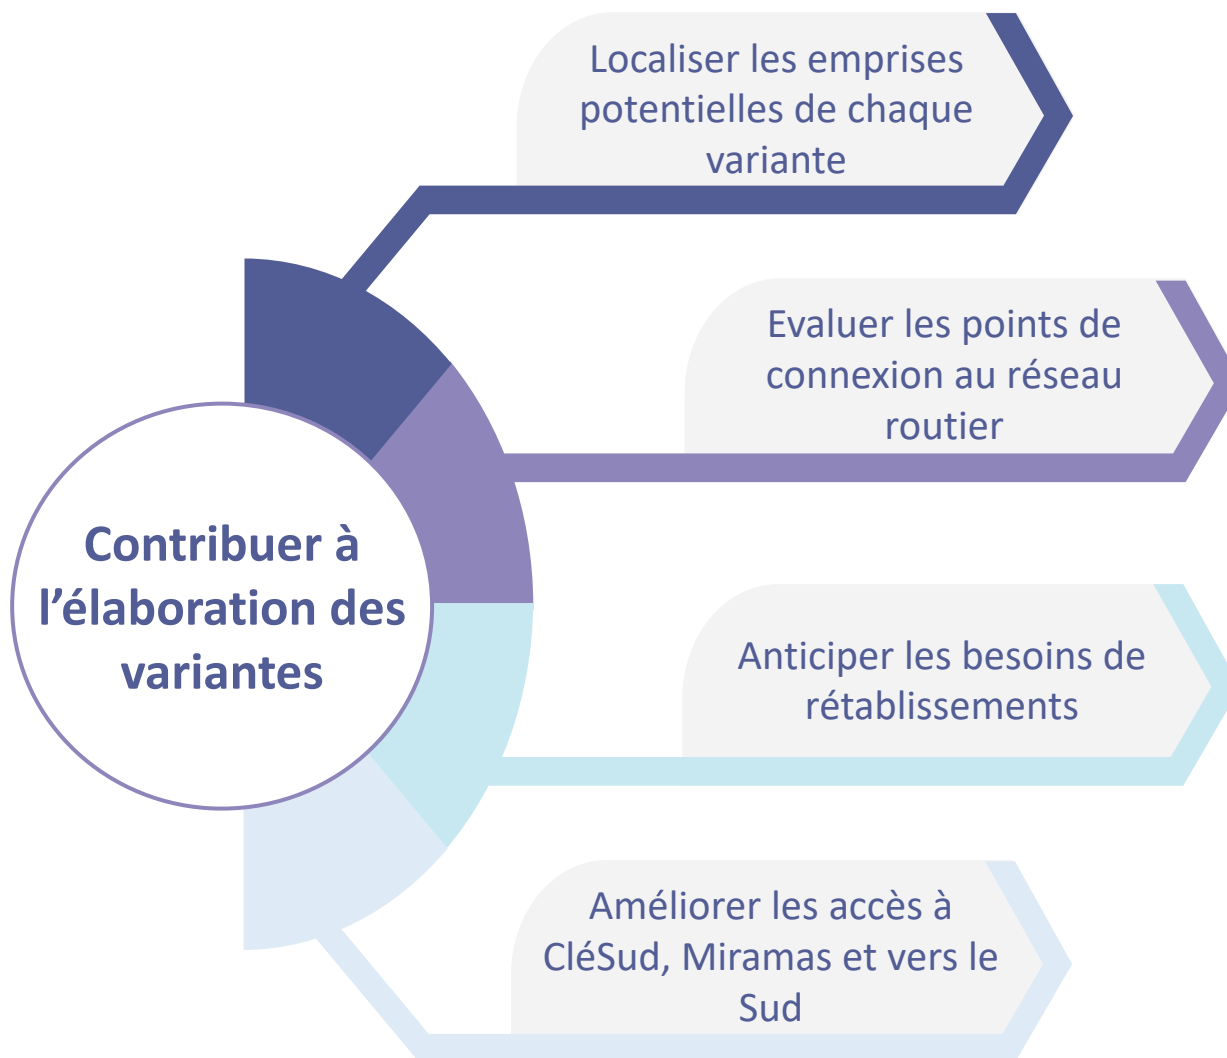 Localiser les emprises
potentielles de chaque
variante
Evaluer les points de
connexion au réseau
routier
Contribuer à
l’élaboration des
variantes
Anticiper les besoins de
rétablissements
Améliorer les accès à
CléSud, Miramas et vers le
Sud